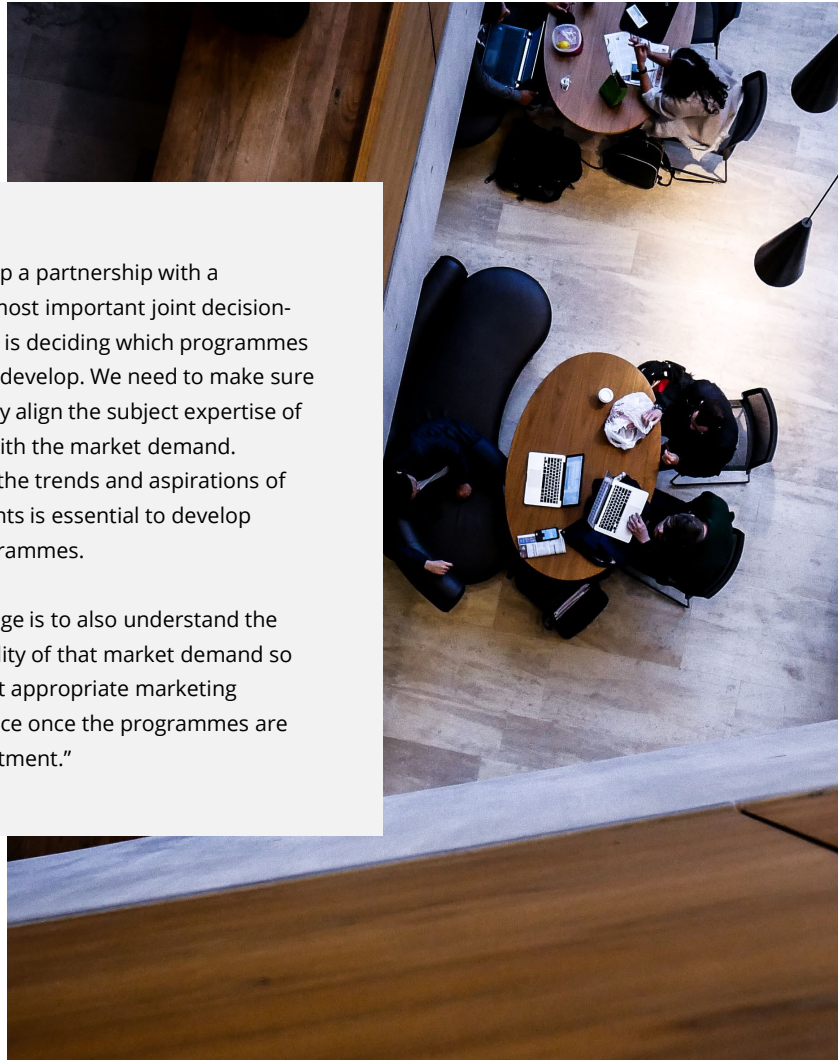 p a partnership with a
most important joint decision-
is deciding which programmes
develop. We need to make sure
y align the subject expertise of
ith the market demand.
the trends and aspirations of
nts is essential to develop
rammes.
ge is to also understand the
lity of that market demand so
t appropriate marketing
ce once the programmes are
tment.”